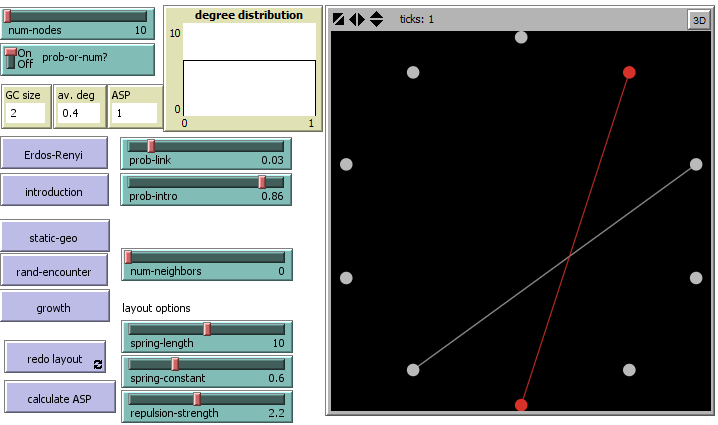 num-nodes 10
On
Off
prob-or-num?
GC size
2
av. deg
0.4
ASP
1
degree distribution
10
0
0 1
ticks: 1
3D
Erdos-Renyi
prob-link 0.03
introduction
prob-intro 0.86
static-geo
rand-encounter
num-neighbors 0
growth
layout options
spring-length 10
redo layout
spring-constant 0.6
calculate ASP
repulsion-strength 2.2